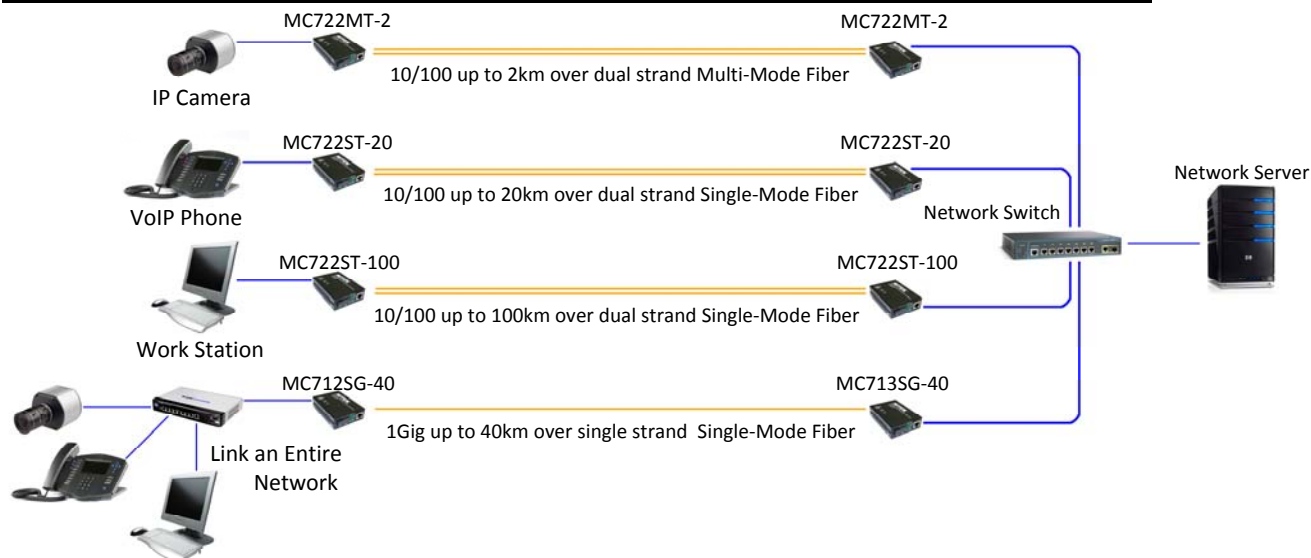 MC722MT-2
MC722MT-2
10/100 up to 2km over dual strand Multi-Mode Fiber
IP Camera
MC722ST-20
MC722ST-20
10/100 up to 20km over dual strand Single-Mode Fiber
VoIP Phone
Network Switch
Network Server
MC722ST-100
MC722ST-100
10/100 up to 100km over dual strand Single-Mode Fiber
Work Station
MC712SG-40
MC713SG-40
1Gig up to 40km over single strand Single-Mode Fiber
Link an Entire
Network